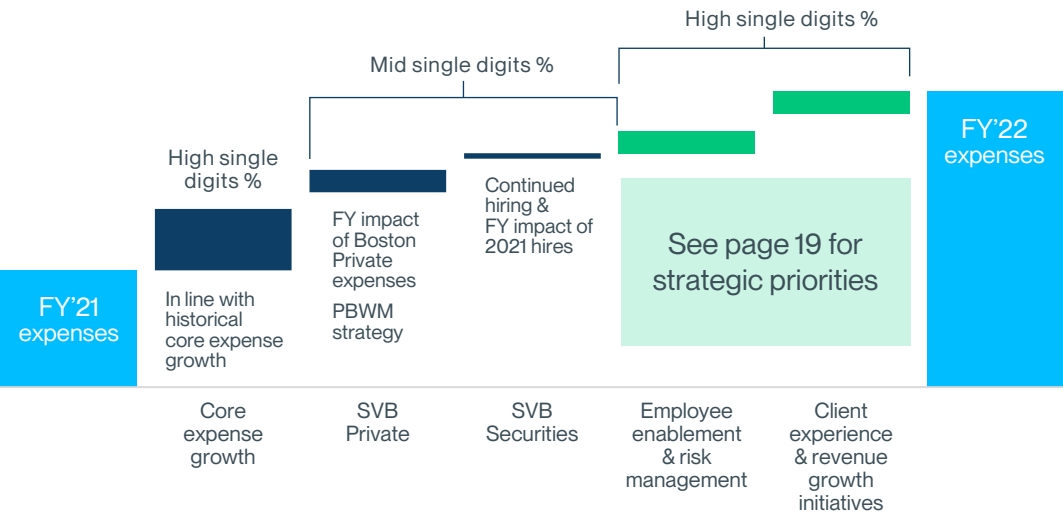 High single digits %
Mid single digits %
High single
digits %
FY’21
expenses
In line with
historical
core expense
growth
FY impact
of Boston
Private
expenses
PBWM
strategy
Continued
hiring &
FY impact of
2021 hires
See page 19 for
strategic priorities
FY’22
expenses
Core
expense
growth
SVB
Private
SVB
Securities
Employee
enablement
& risk
management
Client
experience
& revenue
growth
initiatives